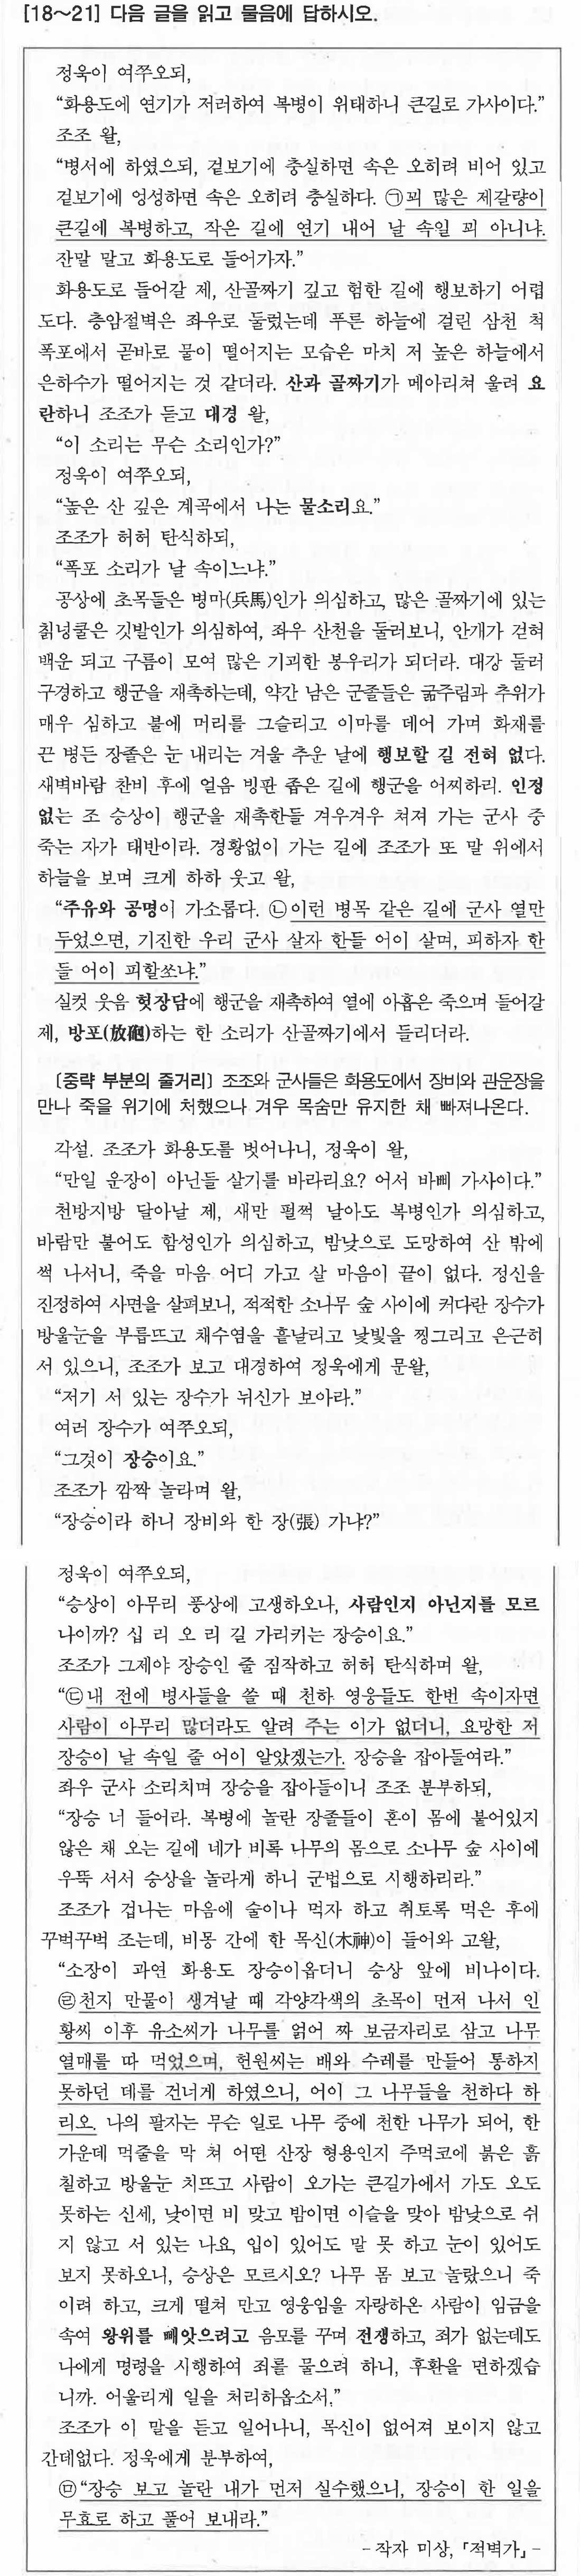 [18～21] 다음 글을 읽고 물음에 답하시오.
정욱이 여쭈오되,
“화용도에 연기가 저러하여 복병이 위태하니 큰길로 가사이다.”
조조 왈,
“병서에 하였으되, 겉보기에 충실하면 속은 오히려 비어 있고
겉보기에 엉성하면 속은 오히려 충실하다. ㉠꾀 많은 제갈량이
큰길에 복병하고, 작은 길에 연기 내어 날 속일 꾀 아니냐.
잔말 말고 화용도로 들어가자.”
화용도로 들어갈 제, 산골짜기 깊고 험한 길에 행보하기 어렵
도다. 층암절벽은 좌우로 둘렀는데 푸른 하늘에 걸린 삼천 척
폭포에서 곧바로 물이 떨어지는 모습은 마치 저 높은 하늘에서
은하수가 떨어지는 것 같더라. 산과 골짜기가 메아리쳐 울려 요
란하니 조조가 듣고 대경 왈,
“이 소리는 무슨 소리인가?”
정욱이 여쭈오되,
“높은 산 깊은 계곡에서 나는 물소리요.”
조조가 허허 탄식하되,
“폭포 소리가 날 속이느냐.”
공상에 초목들은 병마(兵馬)인가 의심하고, 많은 골짜기에 있는
칡넝쿨은 깃발인가 의심하여, 좌우 산천을 둘러보니, 안개가 걷혀
백운 되고 구름이 모여 많은 기괴한 봉우리가 되더라. 대강 둘러
구경하고 행군을 재촉하는데, 약간 남은 군졸들은 굶주림과 추위가
매우 심하고 불에 머리를 그슬리고 이마를 데어 가며 화재를
끈 병든 장졸은 눈 내리는 겨울 추운 날에 행보할 길 전혀 없다.
새벽바람 찬비 후에 얼음 빙판 좁은 길에 행군을 어찌하리. 인정
없는 조 승상이 행군을 재촉한들 겨우겨우 쳐져 가는 군사 중
죽는 자가 태반이라. 경황없이 가는 길에 조조가 또 말 위에서
하늘을 보며 크게 하하 웃고 왈,
“주유와 공명이 가소롭다. ㉡이런 병목 같은 길에 군사 열만
두었으면, 기진한 우리 군사 살자 한들 어이 살며, 피하자 한
들 어이 피할쏘냐.”
실컷 웃음 헛장담에 행군을 재촉하여 열에 아홉은 죽으며 들어갈
제, 방포(放砲)하는 한 소리가 산골짜기에서 들리더라.
[중략 부분의 줄거리] 조조와 군사들은 화용도에서 장비와 관운장을
만나 죽을 위기에 처했으나 겨우 목숨만 유지한 채 빠져나온다.
각설. 조조가 화용도를 벗어나니, 정욱이 왈,
“만일 운장이 아닌들 살기를 바라리요? 어서 바삐 가사이다.”
천방지방 달아날 제, 새만 펄쩍 날아도 복병인가 의심하고,
바람만 불어도 함성인가 의심하고, 밤낮으로 도망하여 산 밖에
썩 나서니, 죽을 마음 어디 가고 살 마음이 끝이 없다. 정신을
진정하여 사면을 살펴보니, 적적한 소나무 숲 사이에 커다란 장수가
방울눈을 부릅뜨고 채수염을 흩날리고 낯빛을 찡그리고 은근히
서 있으니, 조조가 보고 대경하여 정욱에게 문왈,
“저기 서 있는 장수가 뉘신가 보아라.”
여러 장수가 여쭈오되,
“그것이 장승이요.”
조조가 깜짝 놀라며 왈,
“장승이라 하니 장비와 한 장(張) 가냐?”
정욱이 여쭈오되,
“승상이 아무리 풍상에 고생하오나, 사람인지 아닌지를 모르
나이까? 십 리 오 리 길 가리키는 장승이요.”
조조가 그제야 장승인 줄 짐작하고 허허 탄식하며 왈,
“㉢내 전에 병사들을 쓸 때 천하 영웅들도 한번 속이자면
사람이 아무리 많더라도 알려 주는 이가 없더니, 요망한 저
장승이 날 속일 줄 어이 알았겠는가. 장승을 잡아들여라.”
좌우 군사 소리치며 장승을 잡아들이니 조조 분부하되,
“장승 너 들어라. 복병에 놀란 장졸들이 혼이 몸에 붙어있지
않은 채 오는 길에 네가 비록 나무의 몸으로 소나무 숲 사이에
우뚝 서서 승상을 놀라게 하니 군법으로 시행하리라.”
조조가 겁나는 마음에 술이나 먹자 하고 취토록 먹은 후에
꾸벅꾸벅 조는데, 비몽 간에 한 목신(木神)이 들어와 고왈,
“소장이 과연 화용도 장승이옵더니 승상 앞에 비나이다.
㉣천지 만물이 생겨날 때 각양각색의 초목이 먼저 나서 인
황씨 이후 유소씨가 나무를 얽어 짜 보금자리로 삼고 나무
열매를 따 먹었으며, 헌원씨는 배와 수레를 만들어 통하지
못하던 데를 건너게 하였으니, 어이 그 나무들을 천하다 하
리오. 나의 팔자는 무슨 일로 나무 중에 천한 나무가 되어, 한
가운데 먹줄을 막 쳐 어떤 산장 형용인지 주먹코에 붉은 흙
칠하고 방울눈 치뜨고 사람이 오가는 큰길가에서 가도 오도
못하는 신세, 낮이면 비 맞고 밤이면 이슬을 맞아 밤낮으로 쉬
지 않고 서 있는 나요, 입이 있어도 말 못 하고 눈이 있어도
보지 못하오니, 승상은 모르시오? 나무 몸 보고 놀랐으니 죽
이려 하고, 크게 떨쳐 만고 영웅임을 자랑하온 사람이 임금을
속여 왕위를 빼앗으려고 음모를 꾸며 전쟁하고, 죄가 없는데도
나에게 명령을 시행하여 죄를 물으려 하니, 후환을 면하겠습
니까. 어울리게 일을 처리하옵소서.”
조조가 이 말을 듣고 일어나니, 목신이 없어져 보이지 않고
간데없다. 정욱에게 분부하여,
㉤“장승 보고 놀란 내가 먼저 실수했으니, 장승이 한 일을
무효로 하고 풀어 보내라.”
- 작자 미상, 「적벽가」 -